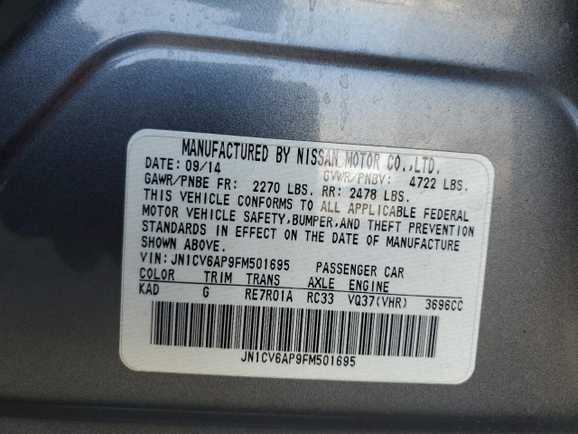 MANUFACTURED BY NISSAN MOTOR CO.,LTD.
DATE: 09/14 GVWR/PNBV: 4722 LBS.
GAWR/PNBE FR: 2270 LBS. RR: 2478 LBS.
THIS VEHICLE CONFORMS TO ALL APPLICABLE FEDERAL
MOTOR VEHICLE SAFETY,BUMPER,AND THEFT PREVENTION
STANDARDS IN EFFECT ON THE DATE OF MANUFACTURE
SHOWN ABOVE.
VIN: JN1CV6AP9FM501695 PASSENGER CAR
COLOR TRIM TRANS AXLE ENGINE
KAD G RE7R01A RC33 VQ37(VHR) 3696CC
JN1CV6AP9FM501695